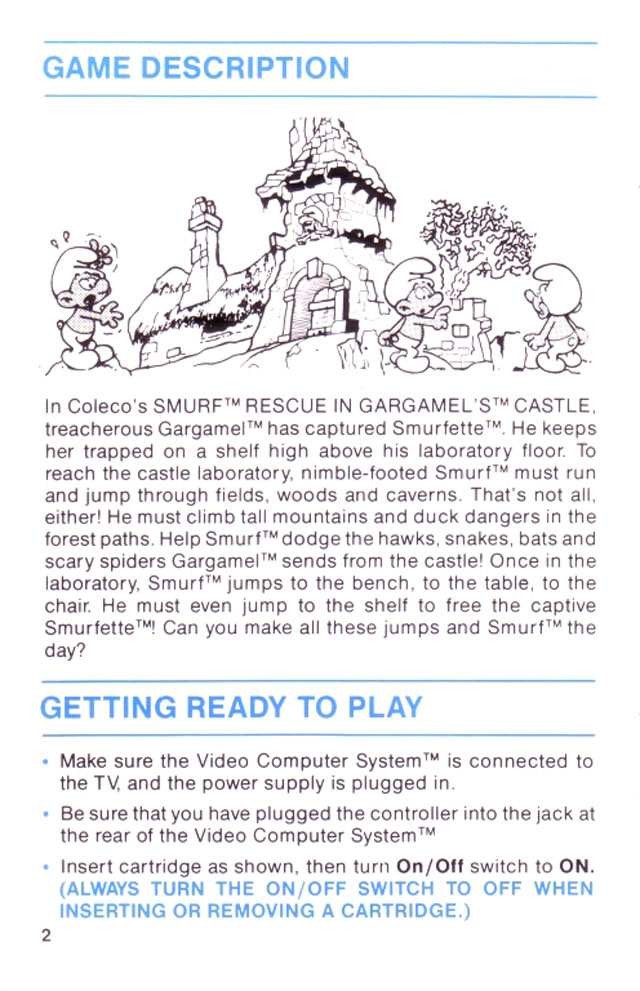 GAME DESCRIPTION
In Coleco's SMURF™ RESCUE IN GARGAMEL'S™ CASTLE,
treacherous Gargamel™ has captured Smurfette™. He keeps
her trapped on a shelf high above his laboratory floor. To
reach the castle laboratory, nimble-footed Smurf™ must run
and jump through fields, woods and caverns. That's not all,
either! He must climb tall mountains and duck dangers in the
forest paths. Help Smurf™ dodge the hawks, snakes, bats and
scary spiders Gargamel™ sends from the castle! Once in the
laboratory, Smurf™ jumps to the bench, to the table, to the
chair. He must even jump to the shelf to free the captive
Smurfette™! Can you make all these jumps and Smurf™ the
day?
GETTING READY TO PLAY
• Make sure the Video Computer System™ is connected to
the TV, and the power supply is plugged in.
• Be sure that you have plugged the controller into the jack at
the rear of the Video Computer System™
• Insert cartridge as shown, then turn On/Off switch to ON.
(ALWAYS TURN THE ON/OFF SWITCH TO OFF WHEN
INSERTING OR REMOVING A CARTRIDGE.)
2